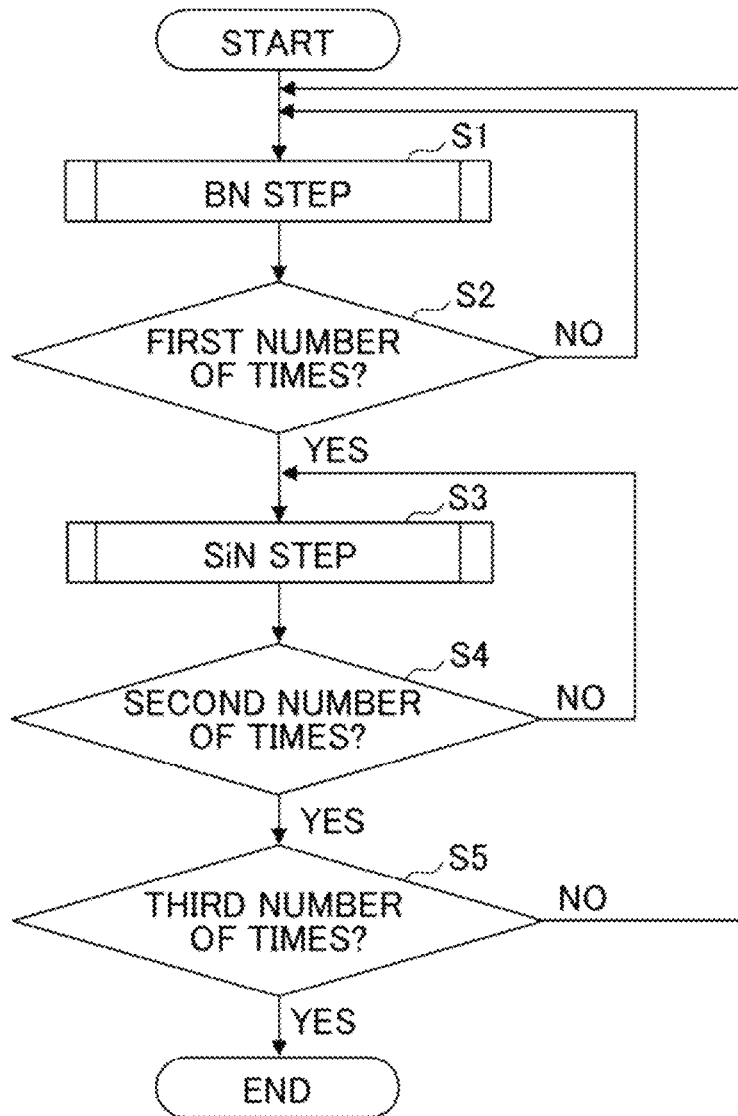 START
S1
BN STEP
S2
FIRST NUMBER
OF TIMES?
NO
YES
S3
SiN STEP
S4
SECOND NUMBER
OF TIMES?
NO
YES
S5
THIRD NUMBER
OF TIMES?
NO
YES
END